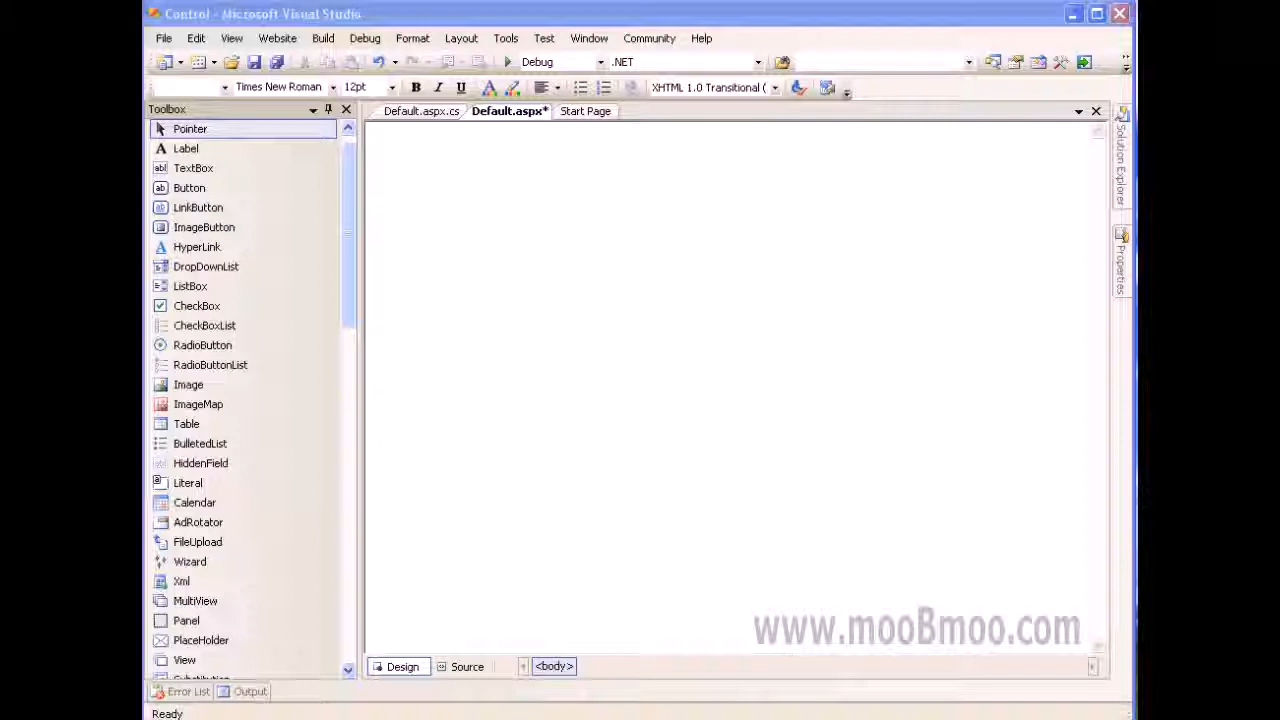 Control - Microsoft Visual Studio
File Edit View Website Build Debug Format Layout Tools Test Window Community Help
Debug .NET
Times New Roman 12pt B I U A XHTML 1.0 Transitional (
Toolbox
Default.aspx.cs Default.aspx* Start Page
Pointer
Label
TextBox
Button
LinkButton
ImageButton
HyperLink
DropDownList
ListBox
CheckBox
CheckBoxList
RadioButton
RadioButtonList
Image
ImageMap
Table
BulletedList
HiddenField
Literal
Calendar
AdRotator
FileUpload
Wizard
Xml
MultiView
Panel
PlaceHolder
View
Solution Explorer
Properties
www.mooBmoo.com
Design Source <body>
Error List Output
Ready